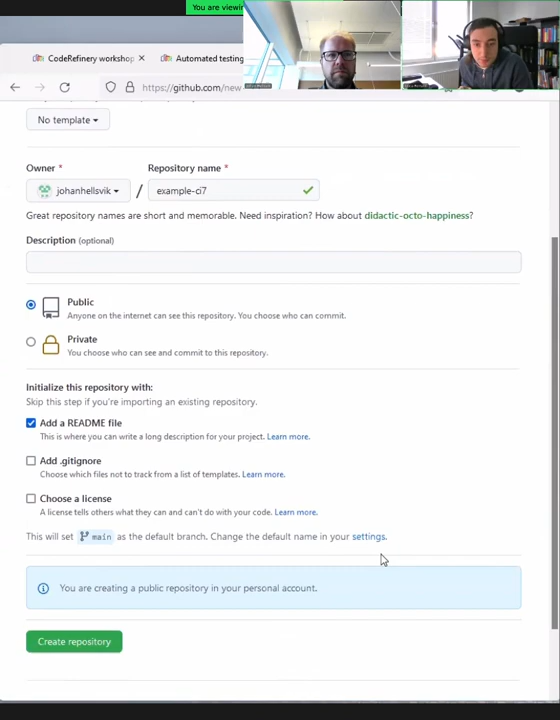 You are viewin
CodeRefinery workshop
Automated testing
https://github.com/new
No template
Owner *
Repository name *
johanhellsvik
/
example-ci7
Great repository names are short and memorable. Need inspiration? How about didactic-octo-happiness?
Description (optional)
Public
Anyone on the internet can see this repository. You choose who can commit.
Private
You choose who can see and commit to this repository.
Initialize this repository with:
Skip this step if you're importing an existing repository.
Add a README file
This is where you can write a long description for your project. Learn more.
Add .gitignore
Choose which files not to track from a list of templates. Learn more.
Choose a license
A license tells others what they can and can't do with your code. Learn more.
This will set main as the default branch. Change the default name in your settings.
You are creating a public repository in your personal account.
Create repository